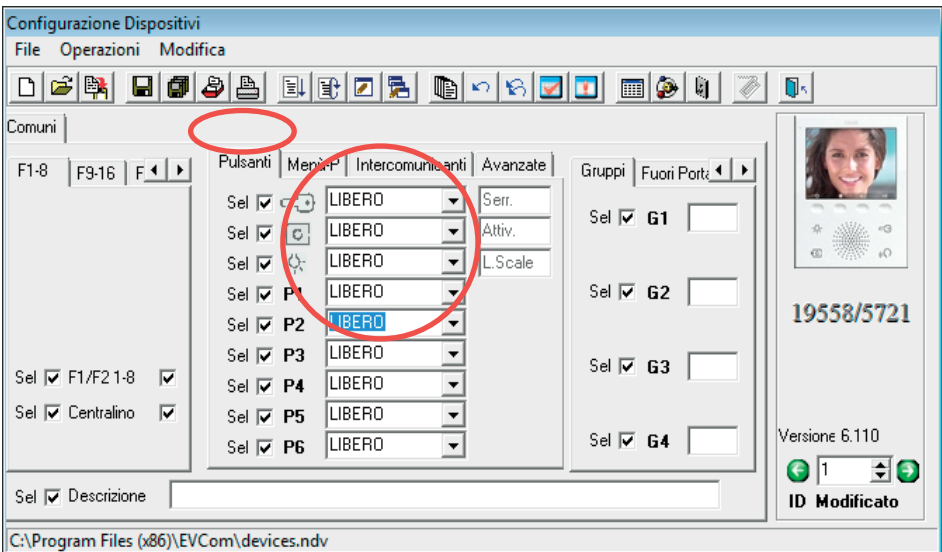 Configurazione Dispositivi
File Operazioni Modifica
Comuni
F1-8 F9-16 F
Pulsanti Menù-P Intercomunicanti Avanzate
Gruppi Fuori Porta
Sel LIBERO Serr.
Sel LIBERO Attiv.
Sel LIBERO L.Scale
Sel P1 LIBERO
Sel P2 LIBERO
Sel P3 LIBERO
Sel P4 LIBERO
Sel P5 LIBERO
Sel P6 LIBERO
Sel G1
Sel G2
Sel G3
Sel G4
Sel F1/F2 1-8
Sel Centralino
Sel Descrizione
19558/5721
Versione 6.110
1
ID Modificato
C:\Program Files (x86)\EVCom\devices.ndv